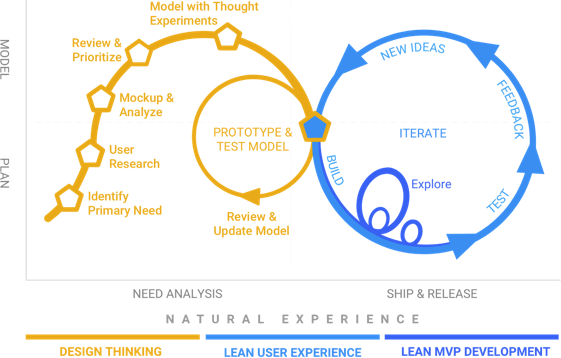 Model with Thought
Experiments
Review &
Prioritize
Mockup &
Analyze
User
Research
Identify
Primary Need
MODEL
PLAN
PROTOTYPE &
TEST MODEL
Review &
Update Model
NEW IDEAS
FEEDBACK
ITERATE
BUILD
Explore
TEST
NEED ANALYSIS
SHIP & RELEASE
NATURAL EXPERIENCE
DESIGN THINKING
LEAN USER EXPERIENCE
LEAN MVP DEVELOPMENT